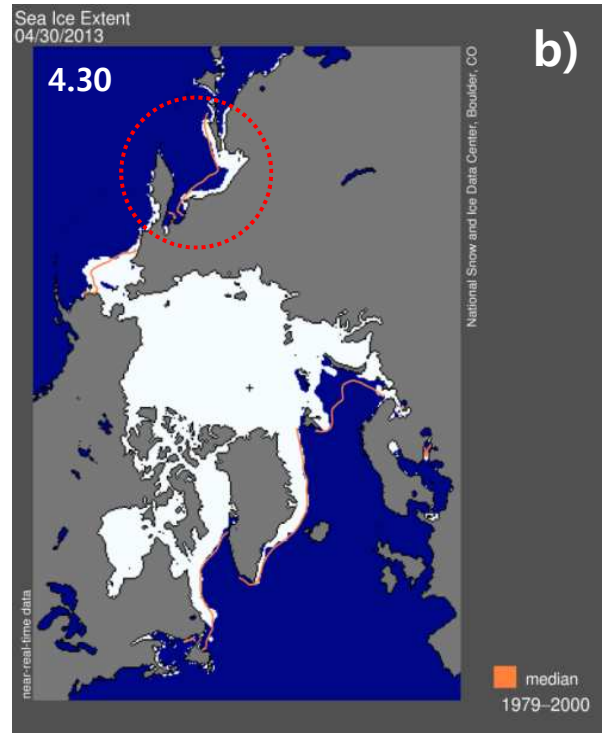 Sea Ice Extent
04/30/2013
4.30
b)
National Snow and Ice Data Center, Boulder, CO
near-real-time data
median
1979–2000